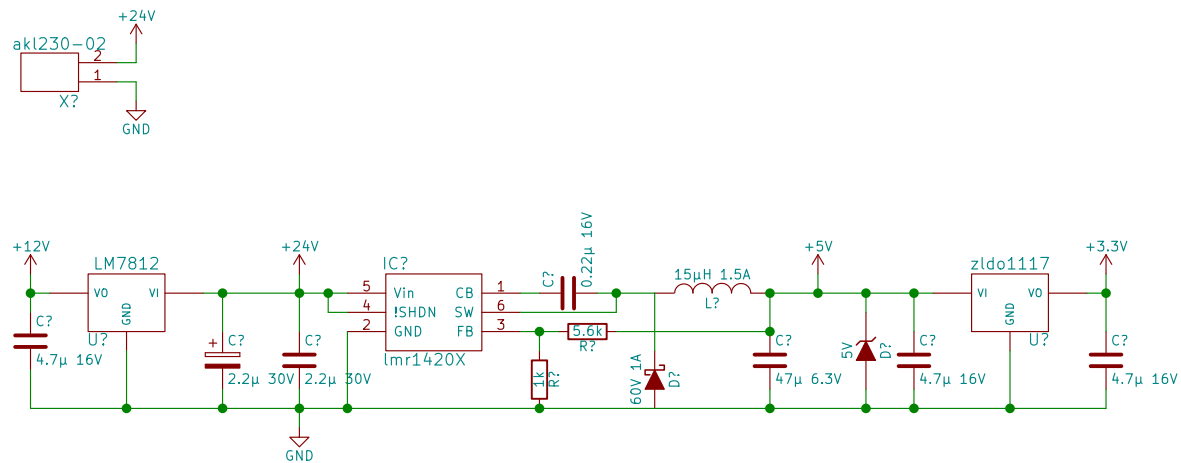 +24V
akl230-02
2
1
X?
GND
+12V
LM7812
VO
VI
GND
U?
C?
4.7µ 16V
C?
2.2µ 30V
+24V
C?
2.2µ 30V
GND
IC?
5
Vin
4
!SHDN
2
GND
CB
1
SW
6
FB
3
lmr1420X
C?
0.22µ 16V
5.6k
R?
1k
R?
60V 1A
D?
15µH 1.5A
L?
+5V
C?
47µ 6.3V
5V
D?
C?
4.7µ 16V
zldo1117
VI
VO
GND
U?
+3.3V
C?
4.7µ 16V